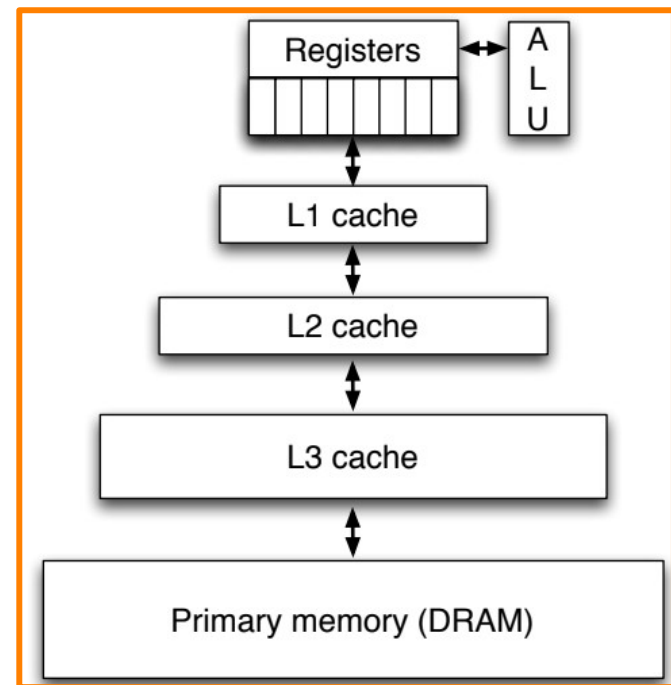 Registers
A
L
U
L1 cache
L2 cache
L3 cache
Primary memory (DRAM)